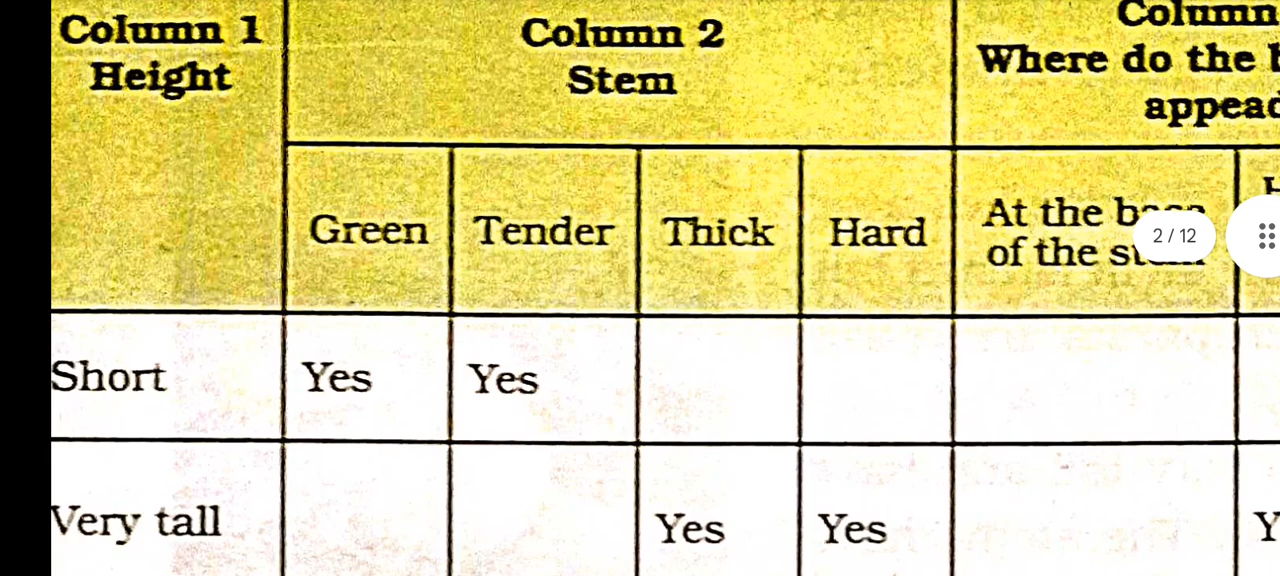 Column 1
Height
Column 2
Stem
Column
Where do the
Green
Tender
Thick
Hard
At the
of the
2 / 12
Short
Yes
Yes
Very tall
Yes
Yes